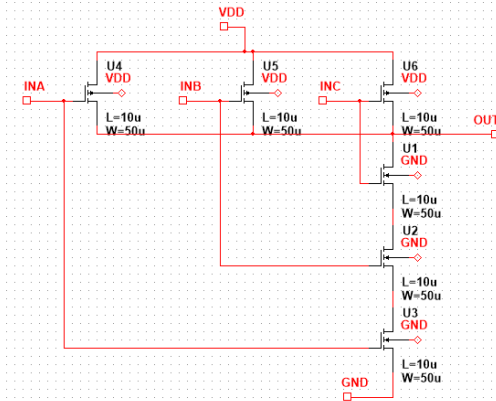 VDD
U4
VDD
U5
VDD
U6
VDD
INA
INB
INC
L=10u
W=50u
L=10u
W=50u
L=10u
W=50u
OUT
U1
GND
L=10u
W=50u
U2
GND
L=10u
W=50u
U3
GND
L=10u
W=50u
GND